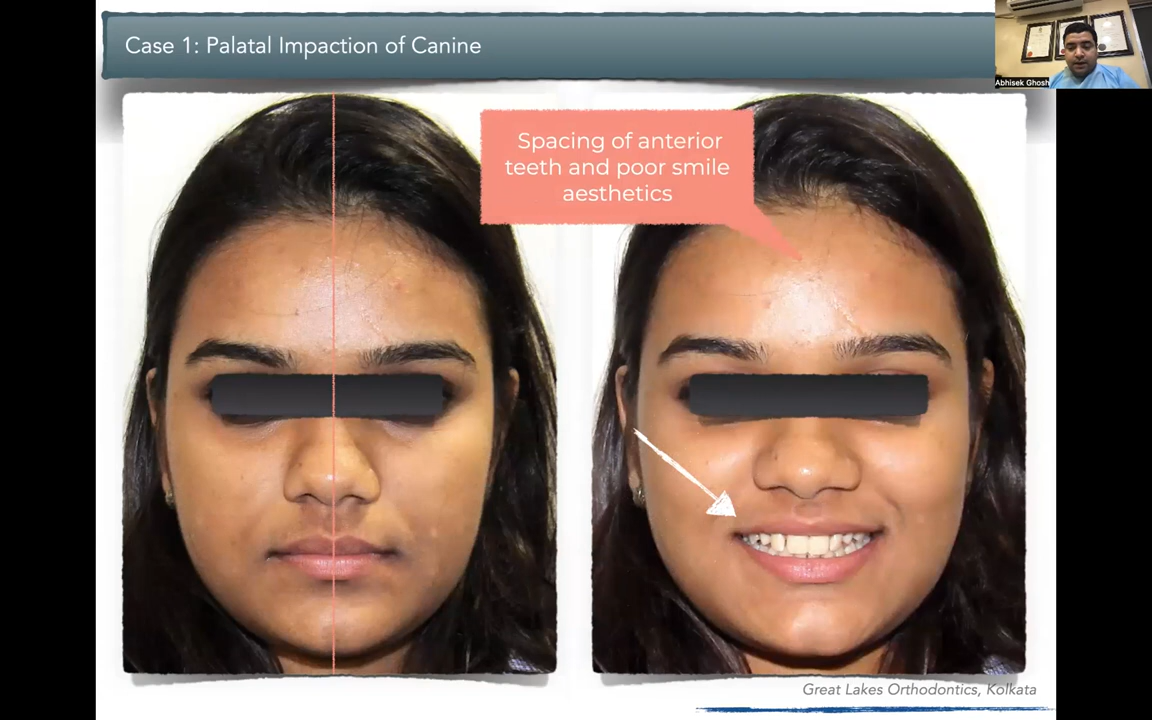 Case 1: Palatal Impaction of Canine
Abhisek Ghosh
Spacing of anterior
teeth and poor smile
aesthetics
Great Lakes Orthodontics, Kolkata